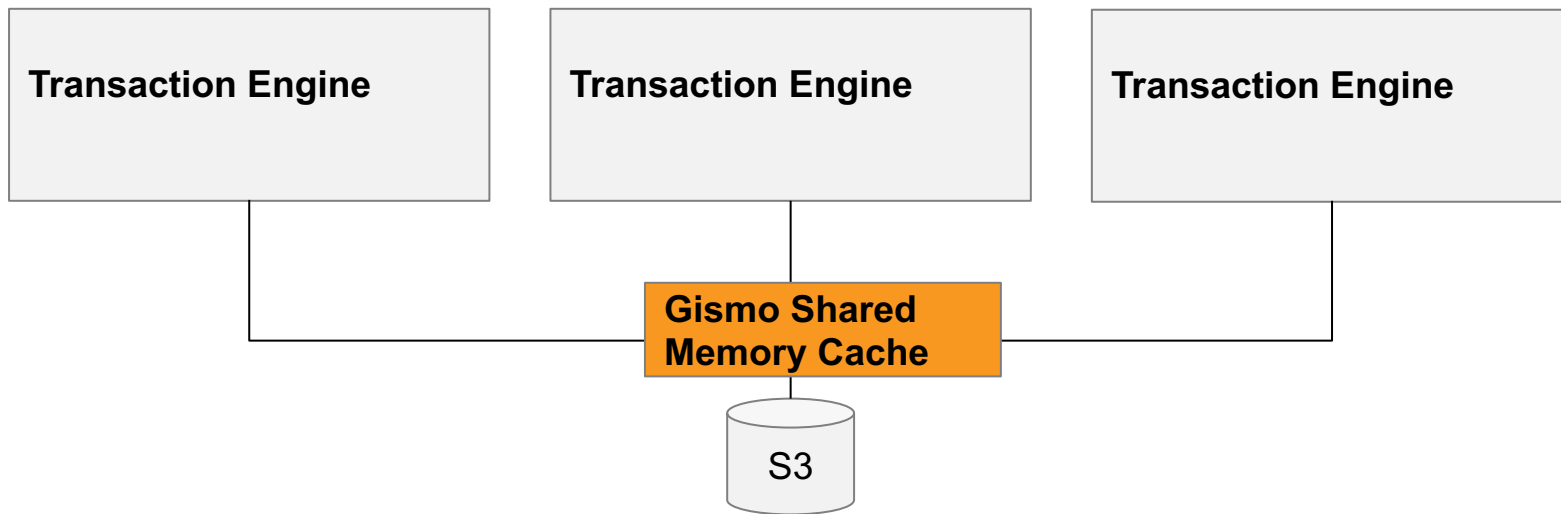 Transaction Engine
Transaction Engine
Transaction Engine
Gismo Shared
Memory Cache
S3